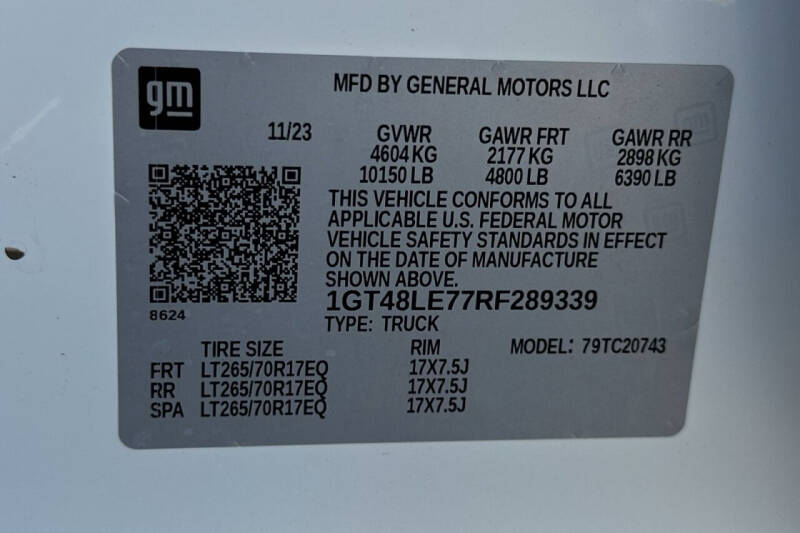 gm
MFD BY GENERAL MOTORS LLC
11/23 GVWR GAWR FRT GAWR RR
4604 KG 2177 KG 2898 KG
10150 LB 4800 LB 6390 LB
THIS VEHICLE CONFORMS TO ALL
APPLICABLE U.S. FEDERAL MOTOR
VEHICLE SAFETY STANDARDS IN EFFECT
ON THE DATE OF MANUFACTURE
SHOWN ABOVE.
1GT48LE77RF289339
8624
TYPE: TRUCK
TIRE SIZE RIM MODEL: 79TC20743
FRT LT265/70R17EQ 17X7.5J
RR LT265/70R17EQ 17X7.5J
SPA LT265/70R17EQ 17X7.5J